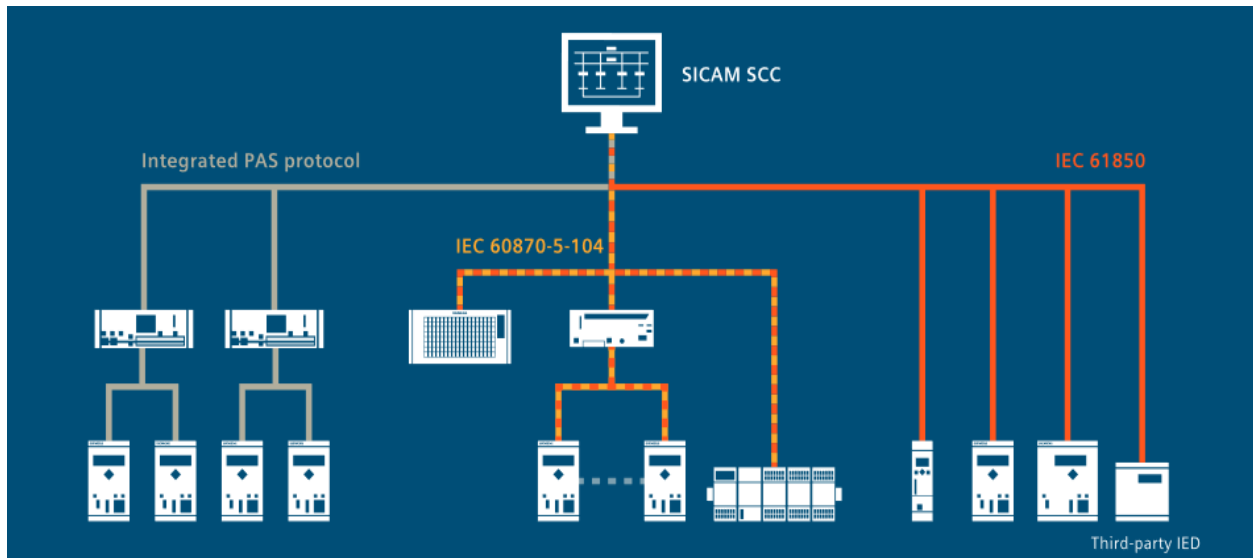 SICAM SCC
Integrated PAS protocol
IEC 61850
IEC 60870-5-104
Third-party IED